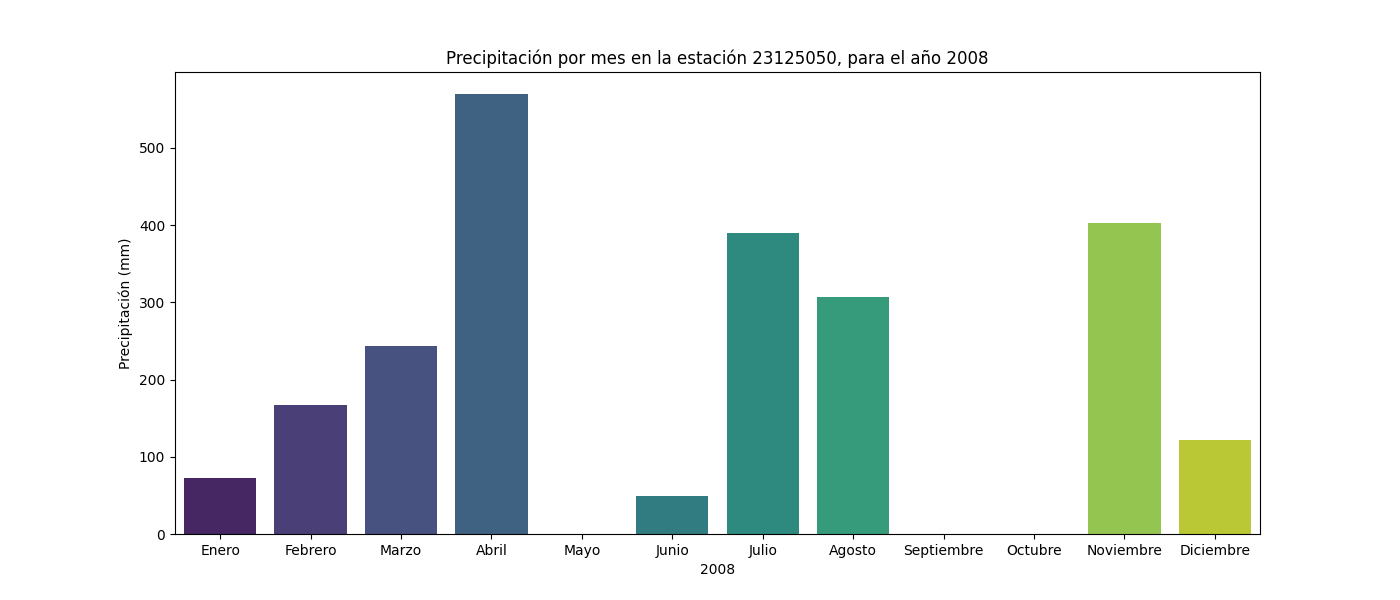 Precipitación por mes en la estación 23125050, para el año 2008
Precipitación (mm)
500
400
300
200
100
0
Enero Febrero Marzo Abril Mayo Junio Julio Agosto Septiembre Octubre Noviembre Diciembre
2008